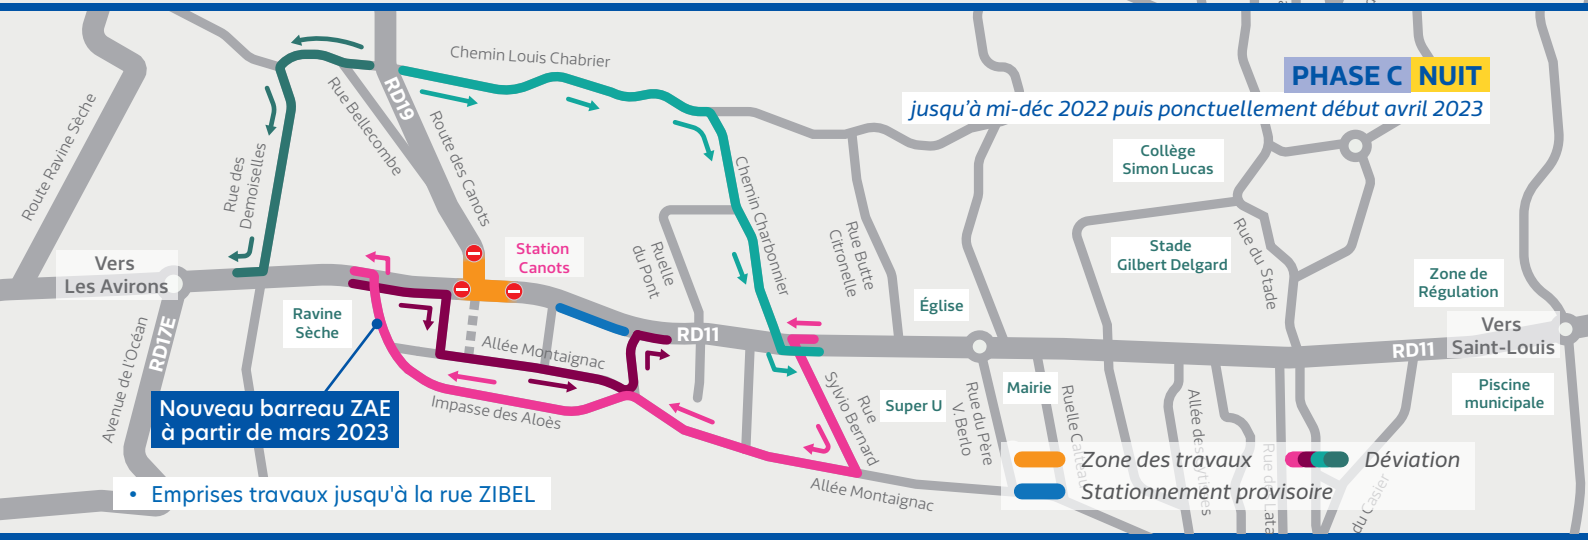 PHASE C NUIT
jusqu'à mi-déc 2022 puis ponctuellement début avril 2023
Chemin Louis Chabrier
RD19
Route des Canots
Rue Bellecombe
Route Ravine Sèche
Rue des
Demoiselles
Chemin Charbonnier
Collège
Simon Lucas
Rue Butte
Citronelle
Ruelle
du Pont
Station
Canots
Stade
Gilbert Delgard
Rue du Stade
Vers
Les Avirons
Zone de
Régulation
Église
Ravine
Sèche
RD17E
Avenue de l'Océan
RD11
Allée Montaignac
RD11
Vers
Saint-Louis
Impasse des Aloès
Nouveau barreau ZAE
à partir de mars 2023
Rue
Sylvio Bernard
Super U
Rue du Père
V. Berlo
Mairie
Piscine
municipale
Allée Montaignac
Zone des travaux
Déviation
Stationnement provisoire
du Casier
• Emprises travaux jusqu'à la rue ZIBEL